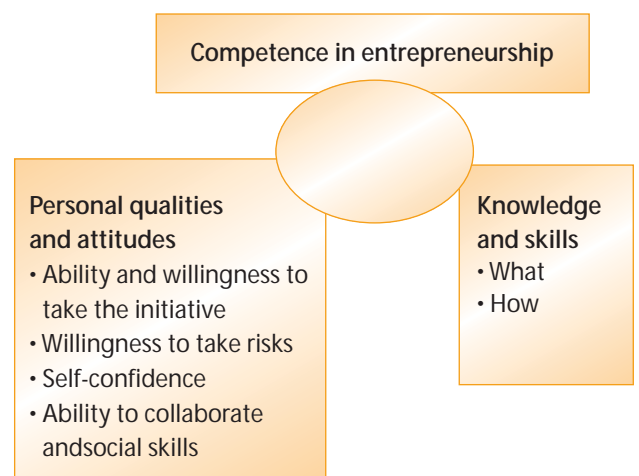 Competence in entrepreneurship
Personal qualities
and attitudes
• Ability and willingness to
take the initiative
• Willingness to take risks
• Self-confidence
• Ability to collaborate
andsocial skills
Knowledge
and skills
• What
• How